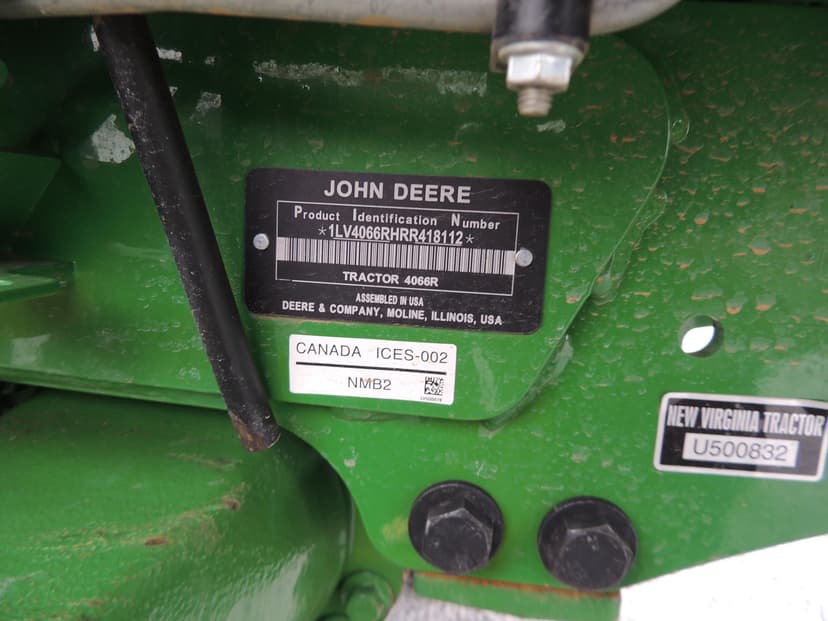 JOHN DEERE
Product Identification Number
*1LV4066RHRR418112*
TRACTOR 4066R
ASSEMBLED IN USA
DEERE & COMPANY, MOLINE, ILLINOIS, USA
CANADA ICES-002
NMB2
NEW VIRGINIA TRACTOR
U500832